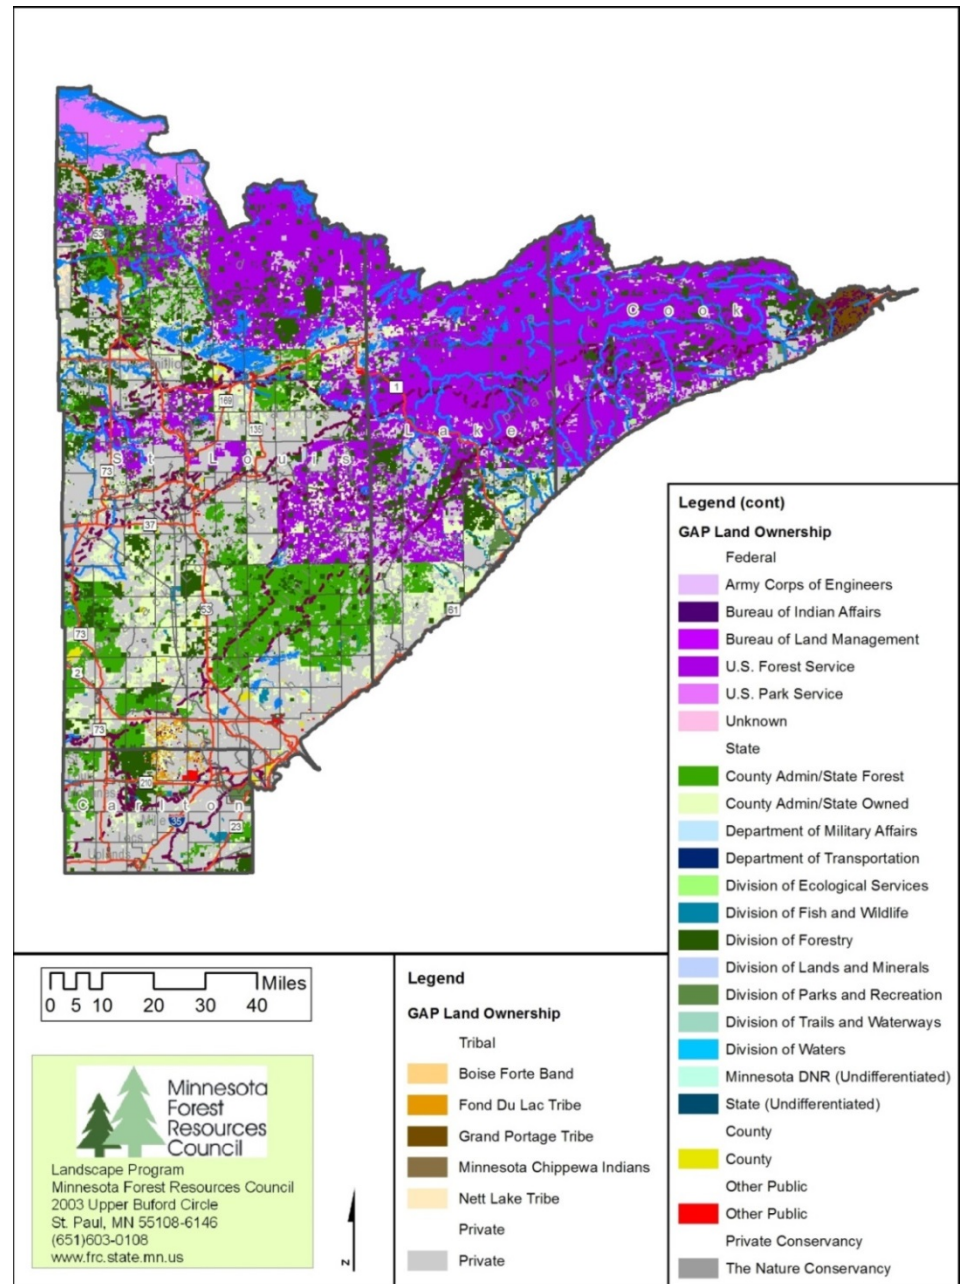 53
1
C o o k
169
135
L a k e
73
S t L o u i s
37
53
61
73
2
73
210
C a r l t o n
Mille
35
23
Lacs
Uplands
Legend (cont)
GAP Land Ownership
Federal
Army Corps of Engineers
Bureau of Indian Affairs
Bureau of Land Management
U.S. Forest Service
U.S. Park Service
Unknown
State
County Admin/State Forest
County Admin/State Owned
Department of Military Affairs
Department of Transportation
Division of Ecological Services
Division of Fish and Wildlife
Division of Forestry
Division of Lands and Minerals
Division of Parks and Recreation
Division of Trails and Waterways
Division of Waters
Minnesota DNR (Undifferentiated)
State (Undifferentiated)
County
County
Other Public
Other Public
Private Conservancy
The Nature Conservancy
Miles
0 5 10 20 30 40
Minnesota
Forest
Resources
Council
Landscape Program
Minnesota Forest Resources Council
2003 Upper Buford Circle
St. Paul, MN 55108-6146
(651)603-0108
www.frc.state.mn.us
N
Legend
GAP Land Ownership
Tribal
Boise Forte Band
Fond Du Lac Tribe
Grand Portage Tribe
Minnesota Chippewa Indians
Nett Lake Tribe
Private
Private